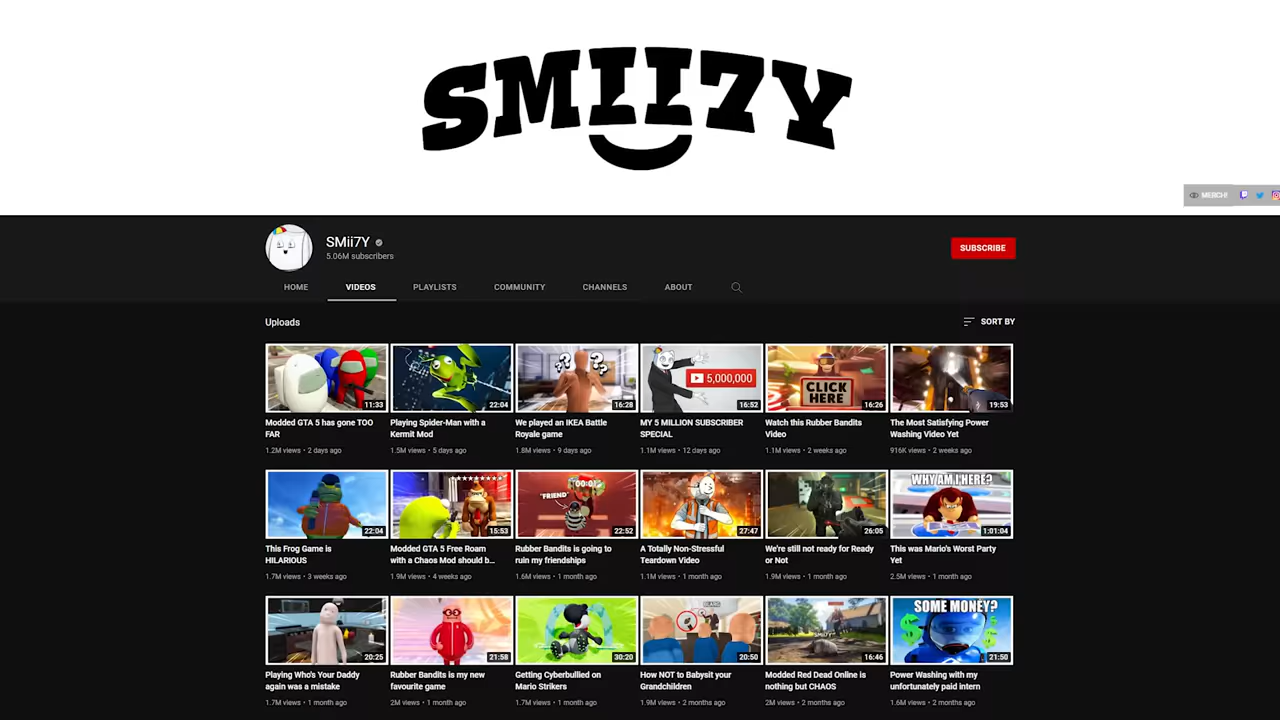 SMII7Y
MERCH!
SMii7Y
5.06M subscribers
SUBSCRIBE
HOME
VIDEOS
PLAYLISTS
COMMUNITY
CHANNELS
ABOUT
Uploads
SORT BY
11:33
22:04
?? ??
16:28
5,000,000
16:52
CLICK
HERE
16:26
19:53
Modded GTA 5 has gone TOO
FAR
1.2M views • 2 days ago
Playing Spider-Man with a
Kermit Mod
1.5M views • 5 days ago
We played an IKEA Battle
Royale game
1.8M views • 9 days ago
MY 5 MILLION SUBSCRIBER
SPECIAL
1.1M views • 12 days ago
Watch this Rubber Bandits
Video
1.1M views • 2 weeks ago
The Most Satisfying Power
Washing Video Yet
916K views • 2 weeks ago
22:04
15:53
00:01
"FRIEND"
22:52
27:47
26:05
WHY AM I HERE?
1:01:04
This Frog Game is
HILARIOUS
1.7M views • 3 weeks ago
Modded GTA 5 Free Roam
with a Chaos Mod should b...
1.9M views • 4 weeks ago
Rubber Bandits is going to
ruin my friendships
1.6M views • 1 month ago
A Totally Non-Stressful
Teardown Video
1.1M views • 1 month ago
We're still not ready for Ready
or Not
1.9M views • 1 month ago
This was Mario's Worst Party
Yet
2.5M views • 1 month ago
20:25
21:58
30:20
20:50
16:46
SOME MONEY?
$
21:50
Playing Who's Your Daddy
again was a mistake
1.7M views • 1 month ago
Rubber Bandits is my new
favourite game
2M views • 1 month ago
Getting Cyberbullied on
Mario Strikers
1.7M views • 1 month ago
How NOT to Babysit your
Grandchildren
1.9M views • 2 months ago
Modded Red Dead Online is
nothing but CHAOS
2M views • 2 months ago
Power Washing with my
unfortunately paid intern
1.6M views • 2 months ago